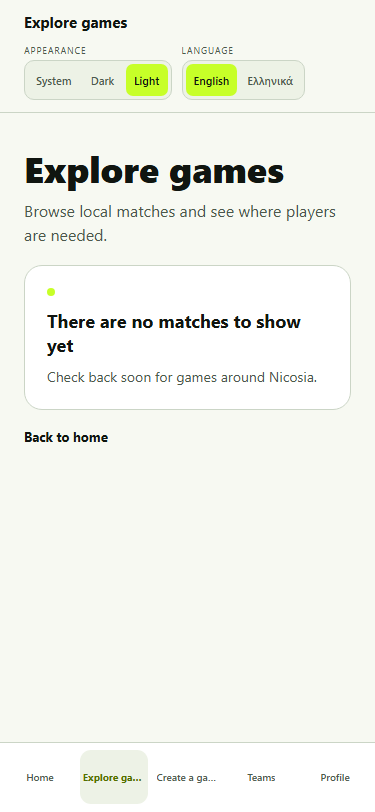 Explore games
APPEARANCE LANGUAGE
System Dark Light English Ελληνικά
Explore games
Browse local matches and see where players
are needed.
There are no matches to show
yet
Check back soon for games around Nicosia.
Back to home
Home Explore ga... Create a ga... Teams Profile